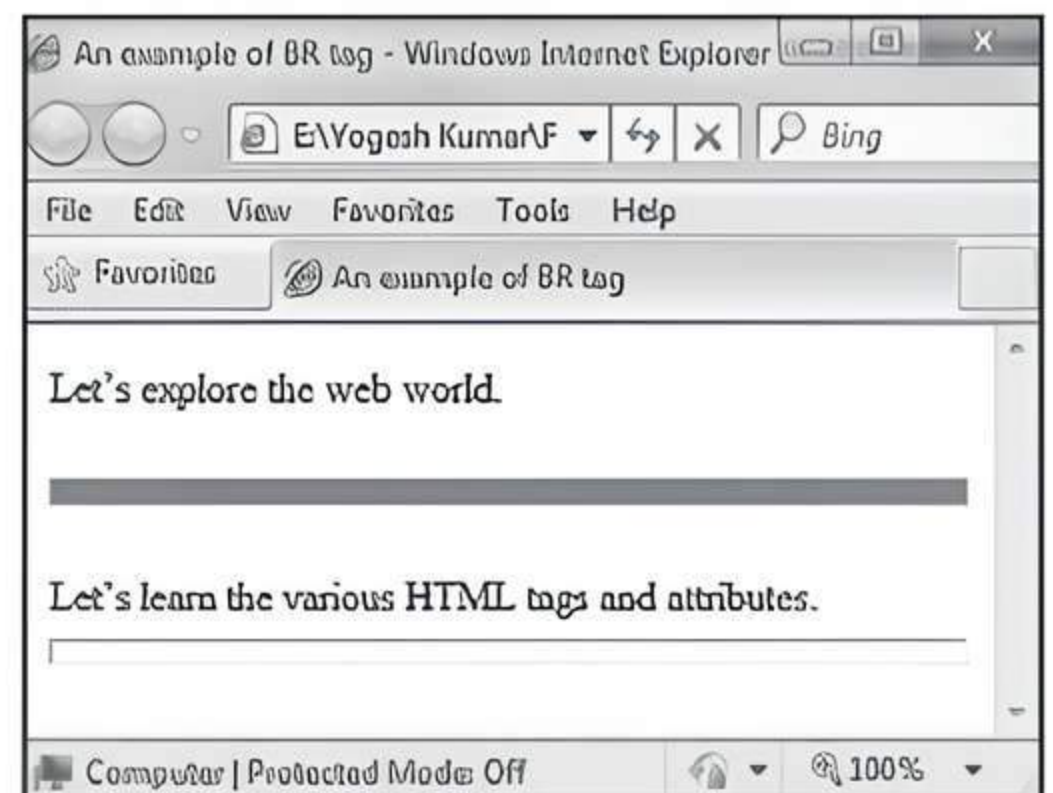 An example of BR tag - Windows Internet Explorer
E\Yogesh Kumar\F
Bing
File Edit View Favorites Tools Help
Favorites
An example of BR tag
Let's explore the web world.
Let's learn the various HTML tags and attributes.
Computer | Protected Mode: Off
100%